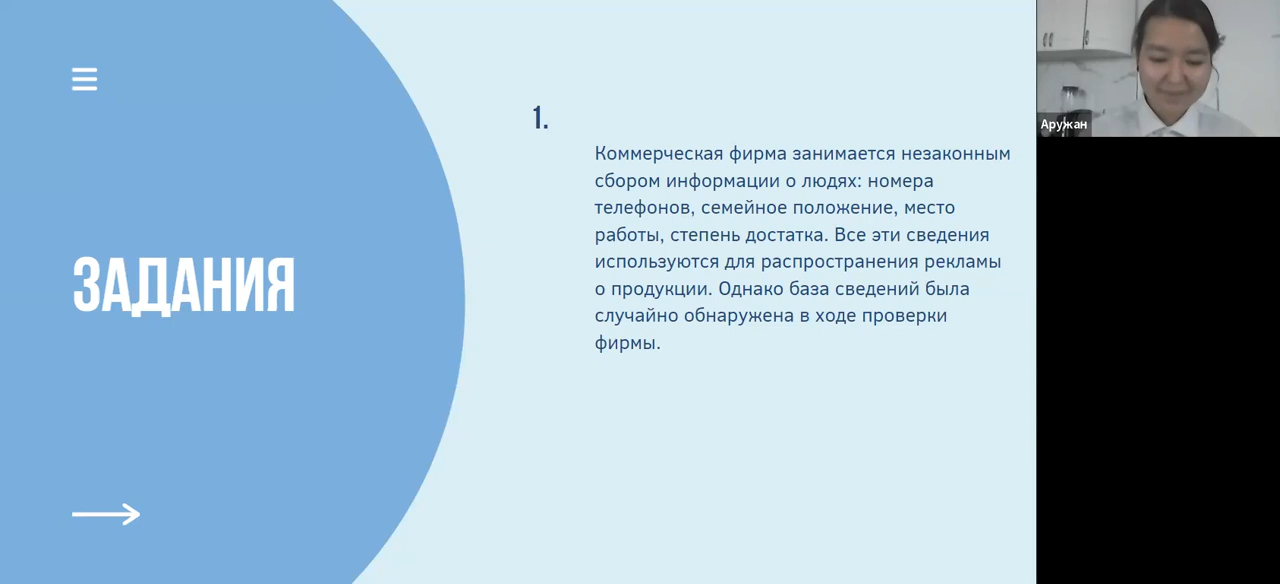 ЗАДАНИЯ
1.
Коммерческая фирма занимается незаконным
сбором информации о людях: номера
телефонов, семейное положение, место
работы, степень достатка. Все эти сведения
используются для распространения рекламы
о продукции. Однако база сведений была
случайно обнаружена в ходе проверки
фирмы.
Аружан